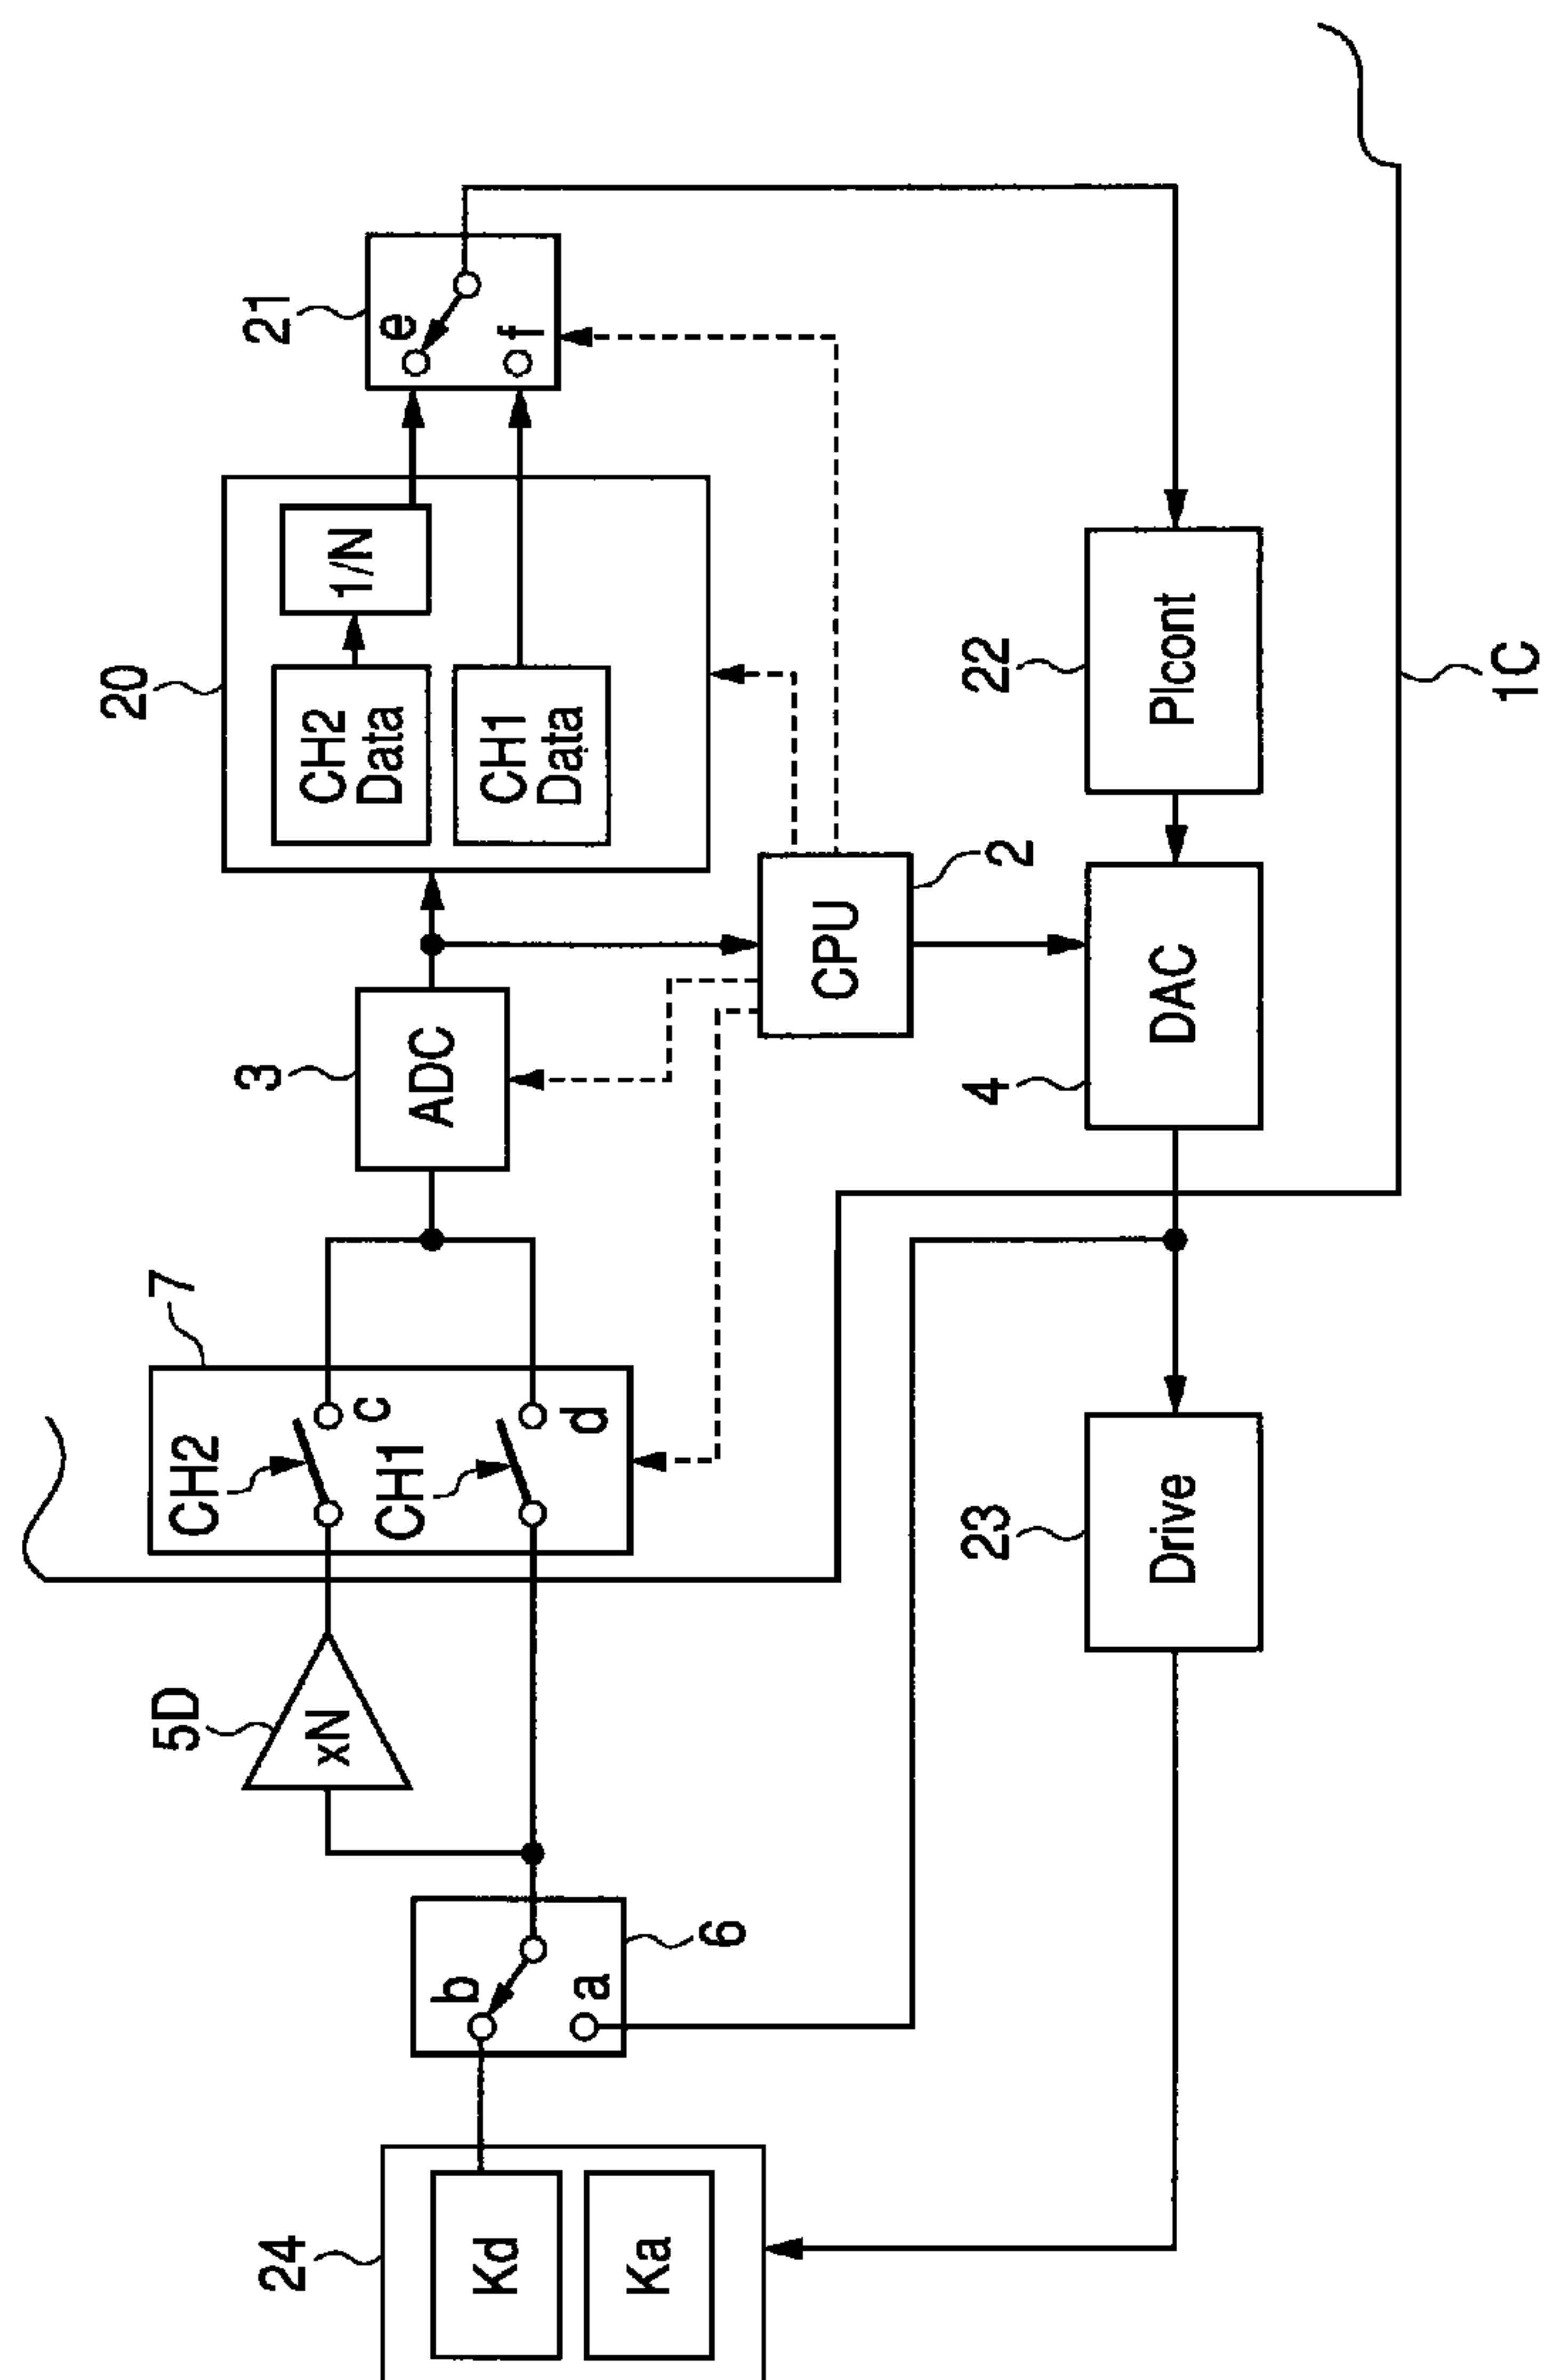 20
21
e
f
CH2
Data
1/N
CH1
Data
3
ADC
7
CH2
c
CH1
d
5D
xN
b
a
6
24
Kd
Ka
CPU
2
22
PIcont
4
DAC
23
Drive
1C